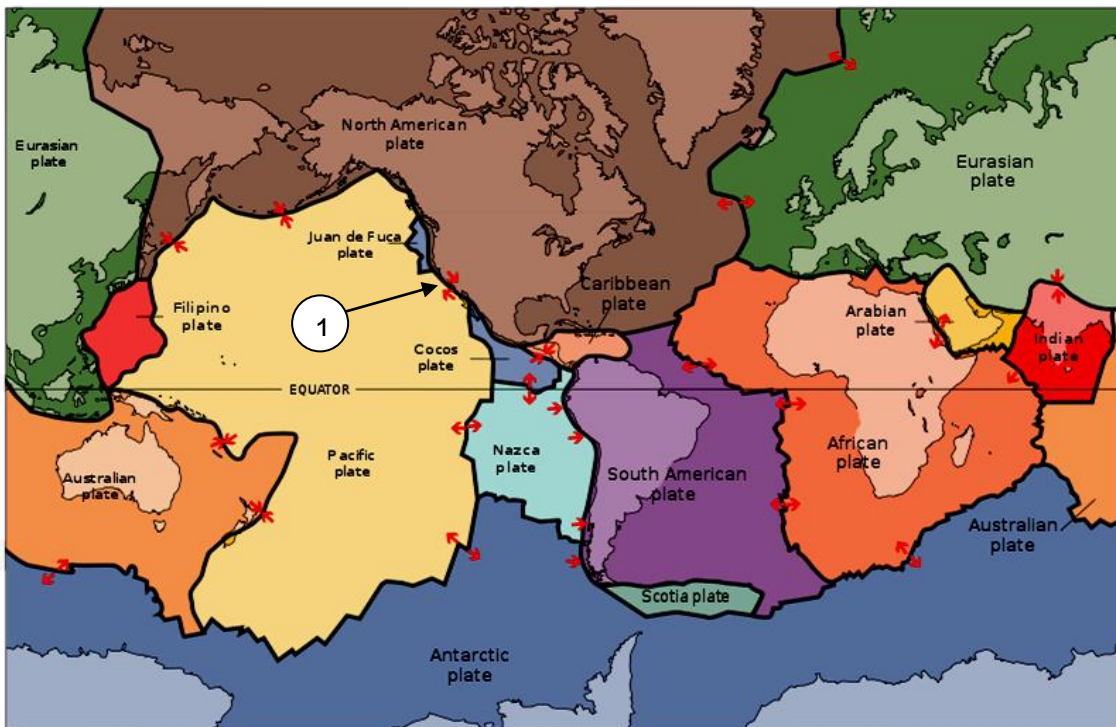 North American
plate
Eurasian
plate
Eurasian
plate
Juan de Fuca
plate
Caribbean
plate
Filipino
plate
Arabian
plate
1
Indian
plate
Cocos
plate
EQUATOR
Pacific
plate
Nazca
plate
African
plate
Australian
plate
South American
plate
Australian
plate
Scotia plate
Antarctic
plate